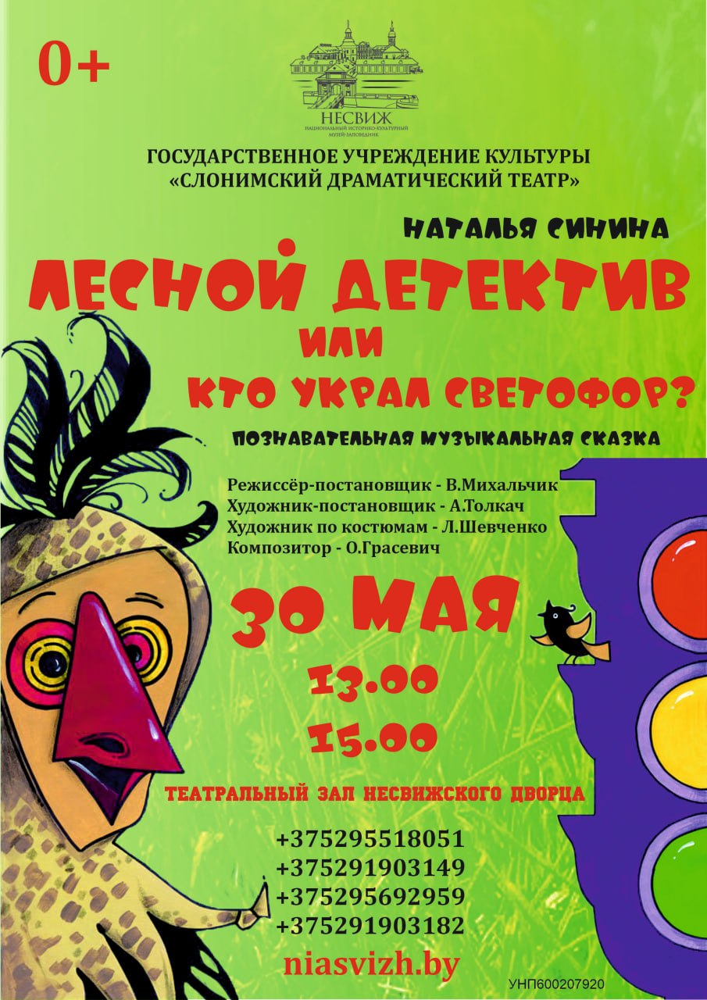 0+
НЕСВИЖ
НАЦИОНАЛЬНЫЙ ИСТОРИКО-КУЛЬТУРНЫЙ
МУЗЕЙ-ЗАПОВЕДНИК
ГОСУДАРСТВЕННОЕ УЧРЕЖДЕНИЕ КУЛЬТУРЫ
«СЛОНИМСКИЙ ДРАМАТИЧЕСКИЙ ТЕАТР»
НАТАЛЬЯ СИНИНА
ЛЕСНОЙ ДЕТЕКТИВ
ИЛИ
КТО УКРАЛ СВЕТОФОР?
ПОЗНАВАТЕЛЬНАЯ МУЗЫКАЛЬНАЯ СКАЗКА
Режиссёр-постановщик - В.Михальчик
Художник-постановщик - А.Толкач
Художник по костюмам - Л.Шевченко
Композитор - О.Грасевич
30 МАЯ
13.00
15.00
ТЕАТРАЛЬНЫЙ ЗАЛ НЕСВИЖСКОГО ДВОРЦА
+375295518051
+375291903149
+375295692959
+375291903182
niasvizh.by
УНП600207920